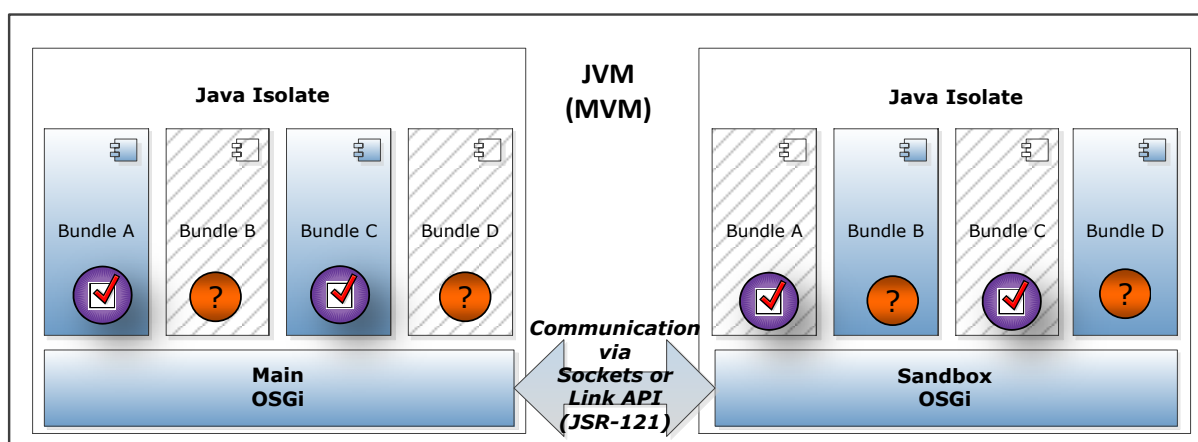 JVM
(MVM)
Java Isolate
Bundle A
Bundle B
Bundle C
Bundle D
?
?
Main
OSGi
Communication
via
Sockets or
Link API
(JSR-121)
Java Isolate
Bundle A
Bundle B
Bundle C
Bundle D
?
?
Sandbox
OSGi